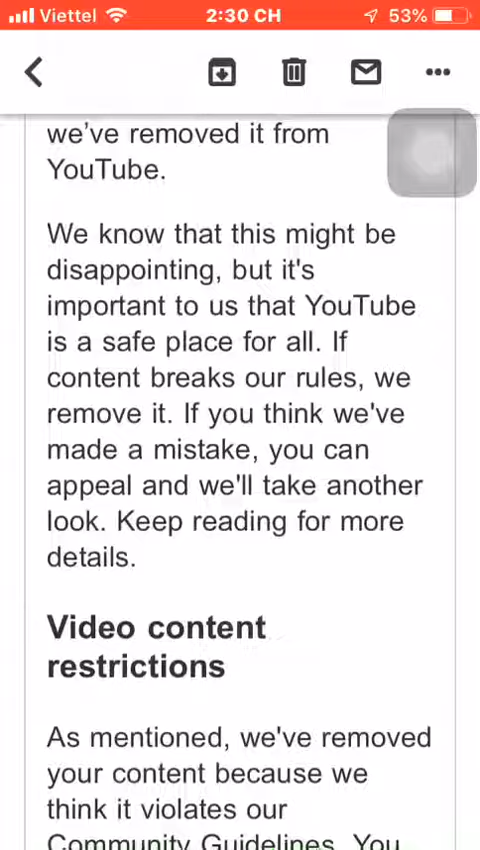 Viettel 2:30 CH 53%
we’ve removed it from
YouTube.
We know that this might be
disappointing, but it's
important to us that YouTube
is a safe place for all. If
content breaks our rules, we
remove it. If you think we've
made a mistake, you can
appeal and we'll take another
look. Keep reading for more
details.
Video content
restrictions
As mentioned, we've removed
your content because we
think it violates our
Community Guidelines. You